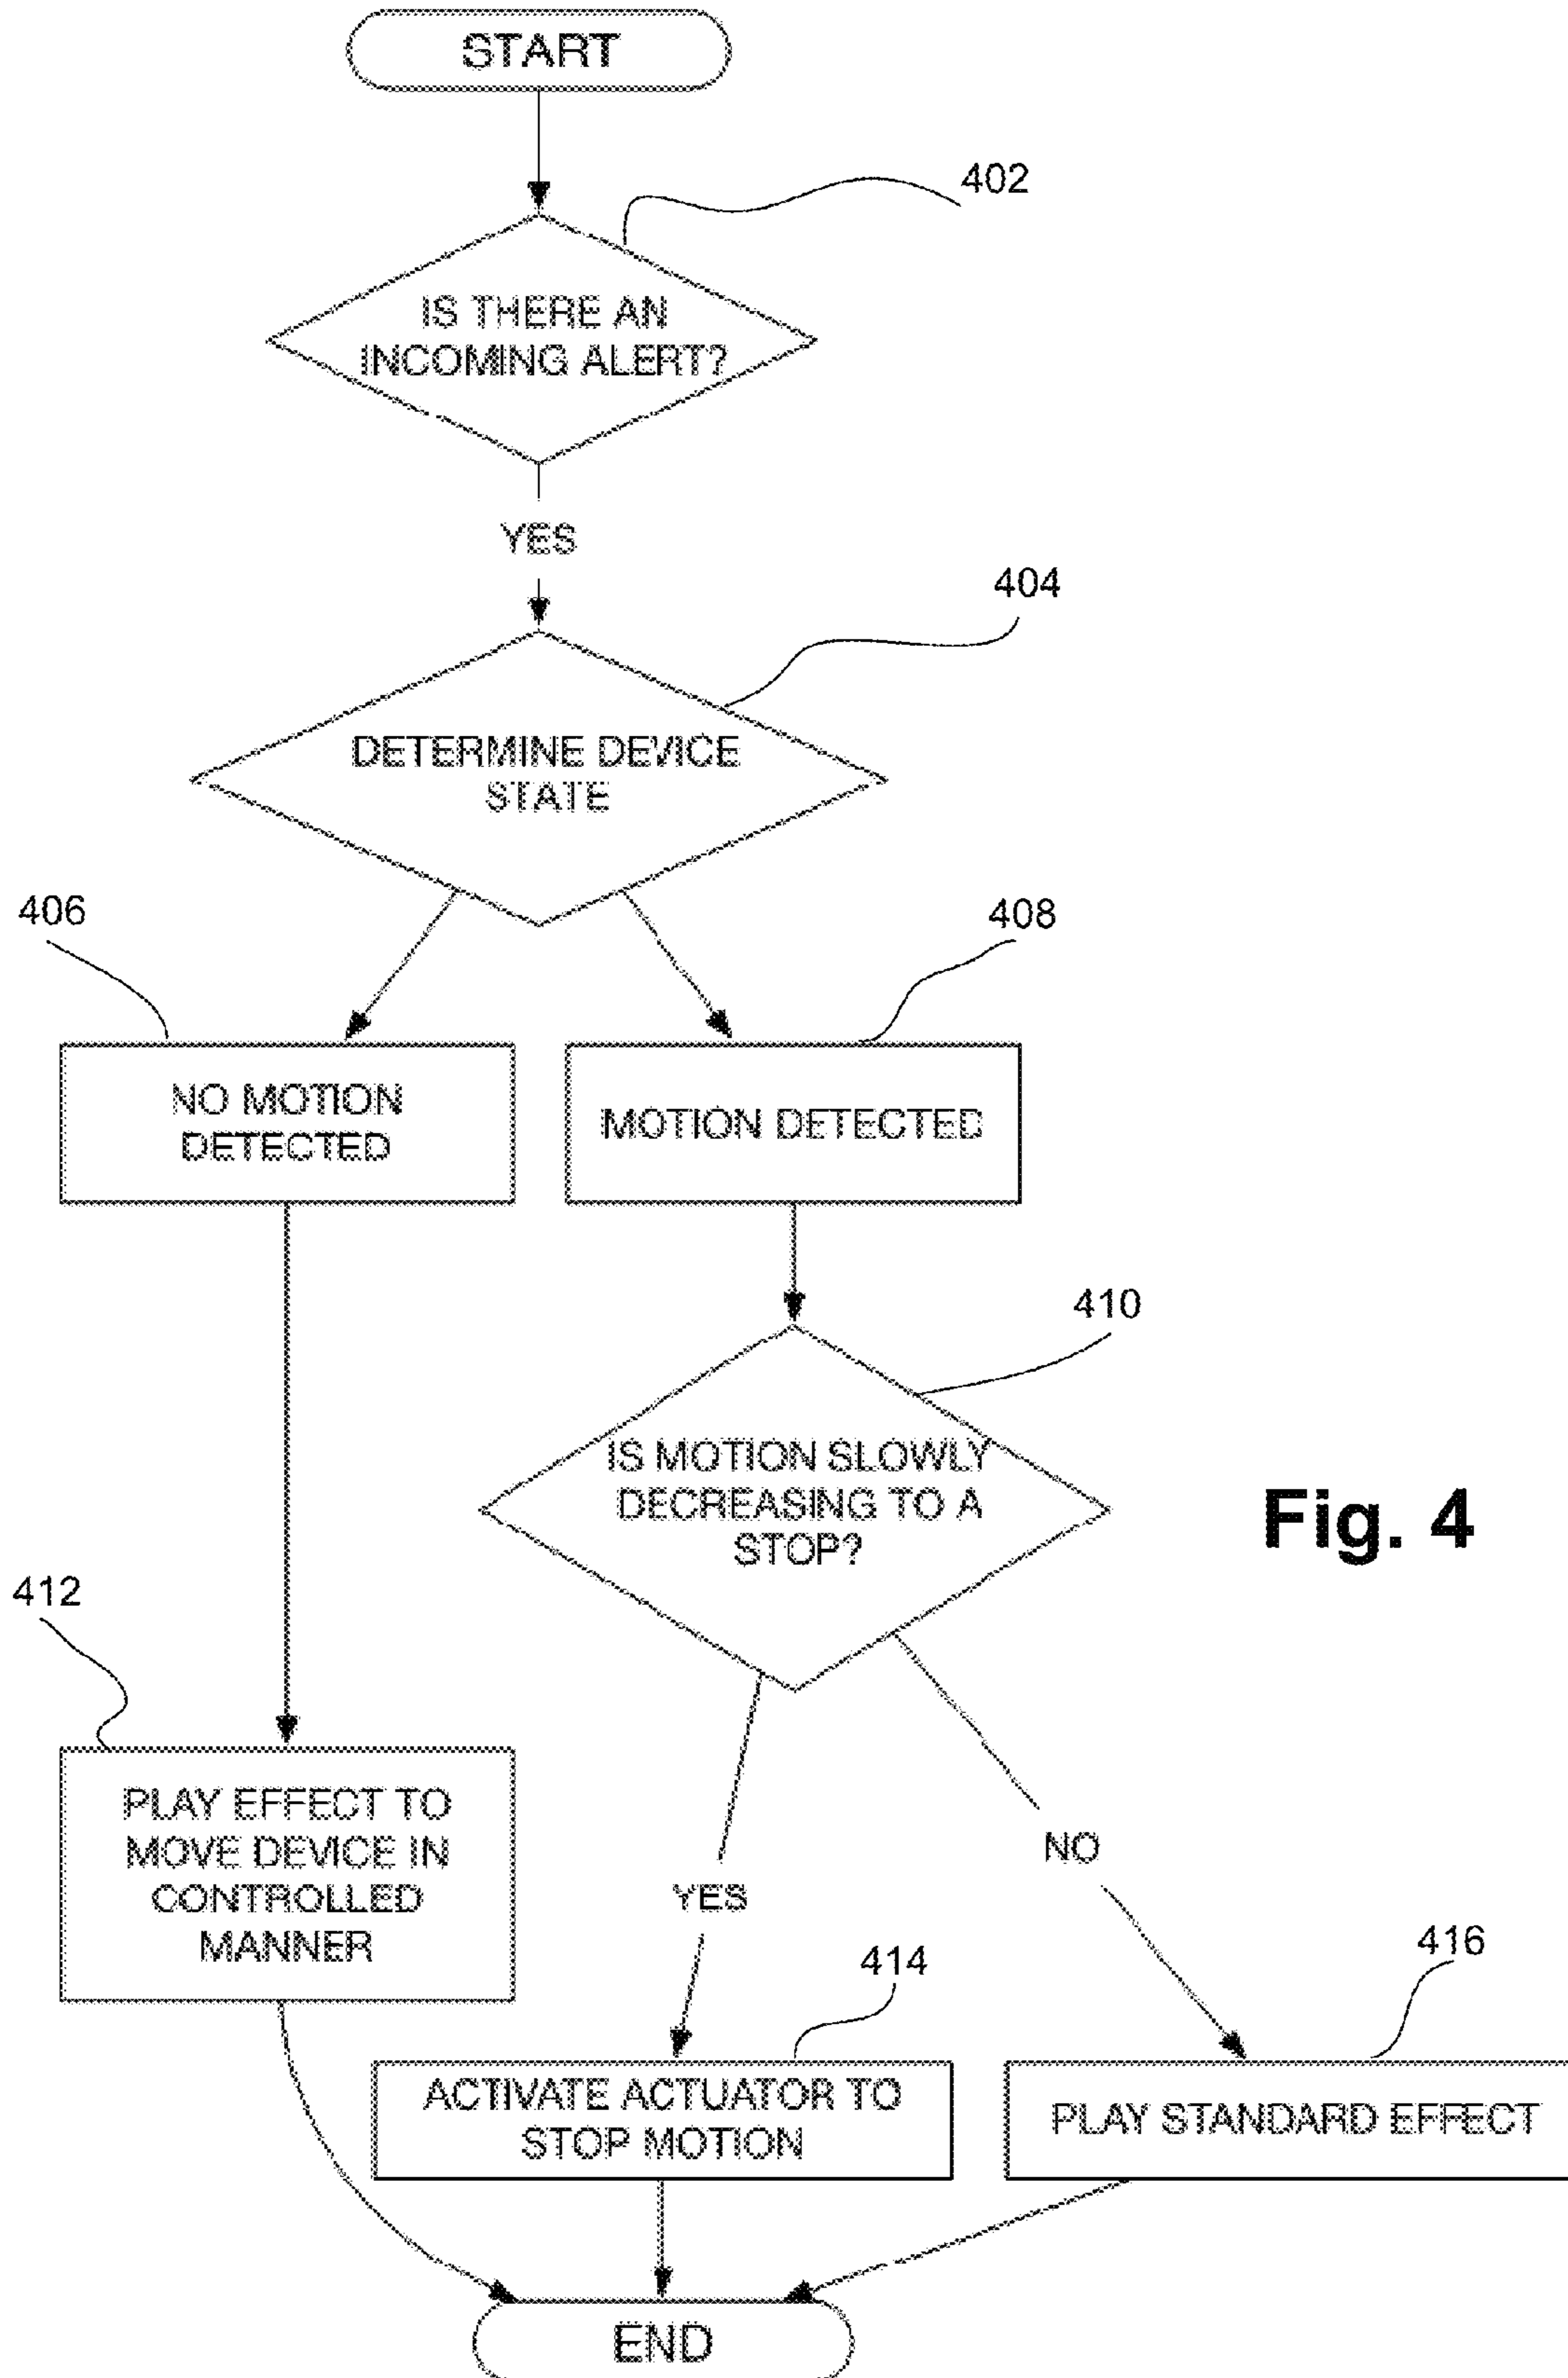 START
402
IS THERE AN
INCOMING ALERT?
YES
404
DETERMINE DEVICE
STATE
406
408
NO MOTION
DETECTED
MOTION DETECTED
410
IS MOTION SLOWLY
DECREASING TO A
STOP?
Fig. 4
412
PLAY EFFECT TO
MOVE DEVICE IN
CONTROLLED
MANNER
NO
YES
414
416
ACTIVATE ACTUATOR TO
STOP MOTION
PLAY STANDARD EFFECT
END